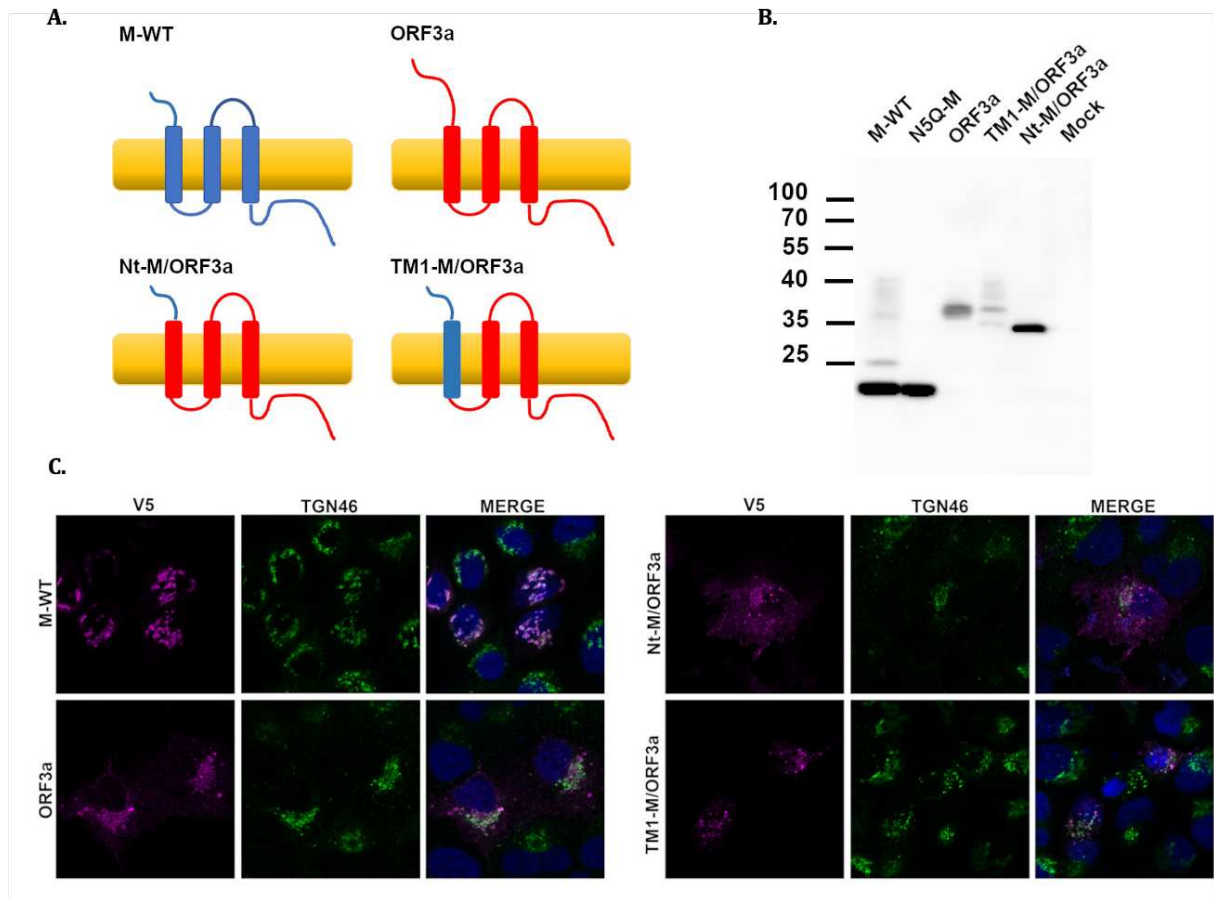 A.
M-WT
ORF3a
Nt-M/ORF3a
TM1-M/ORF3a
B.
M-WT
N5Q-M
ORF3a
TM1-M/ORF3a
Nt-M/ORF3a
Mock
100
70
55
40
35
25
C.
V5 TGN46 MERGE
M-WT
ORF3a
V5 TGN46 MERGE
Nt-M/ORF3a
TM1-M/ORF3a